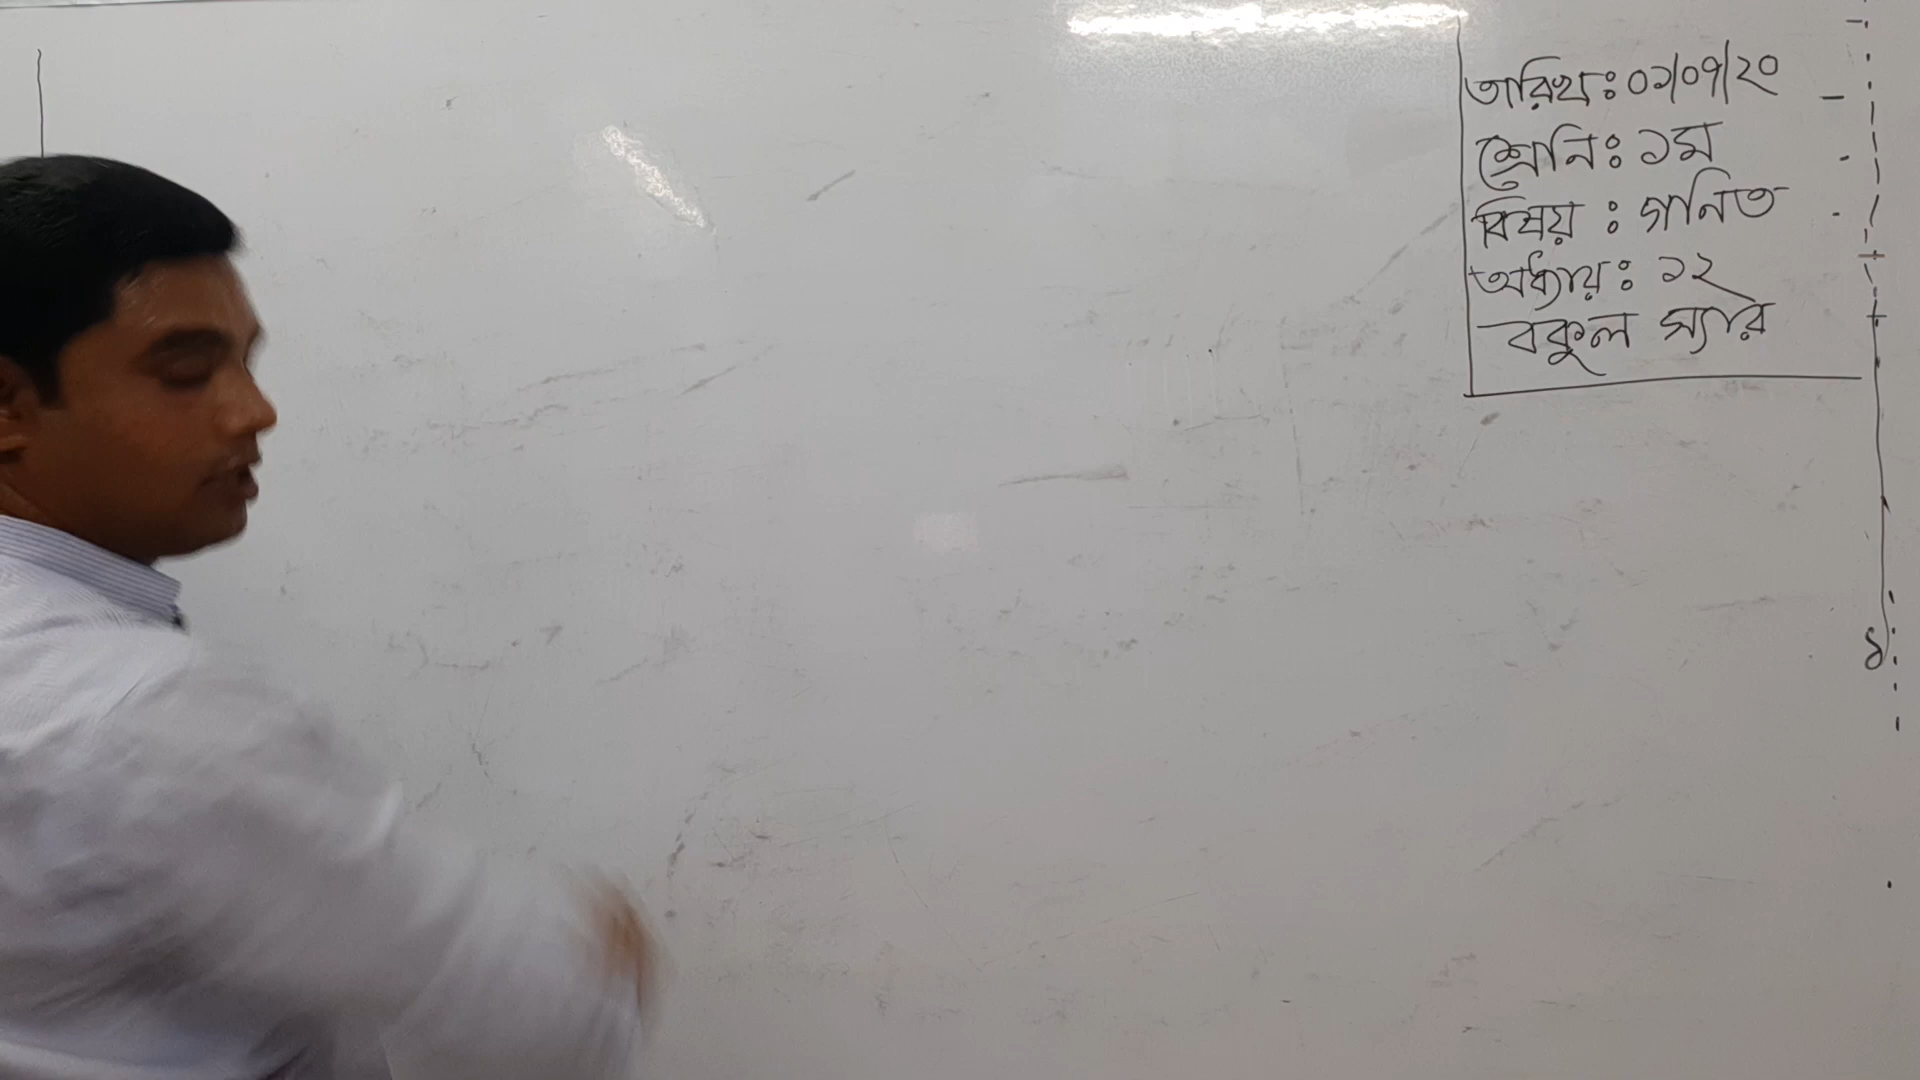 তারিখঃ ০১/০৭/২০
শ্রেনিঃ ১ম
বিষয় : গনিত
অধ্যায়ঃ ১২
বকুল স্যার